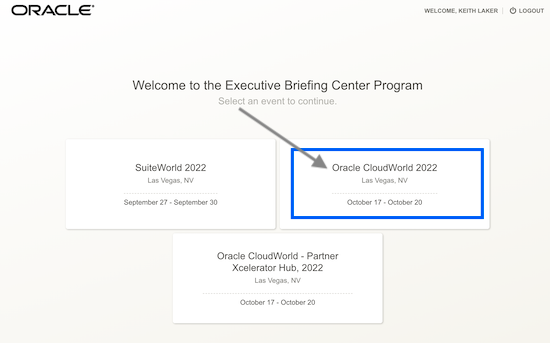 ORACLE
WELCOME, KEITH LAKER
LOGOUT
Welcome to the Executive Briefing Center Program
Select an event to continue.
SuiteWorld 2022
Las Vegas, NV
September 27 - September 30
Oracle CloudWorld 2022
Las Vegas, NV
October 17 - October 20
Oracle CloudWorld - Partner
Xcelerator Hub, 2022
Las Vegas, NV
October 17 - October 20